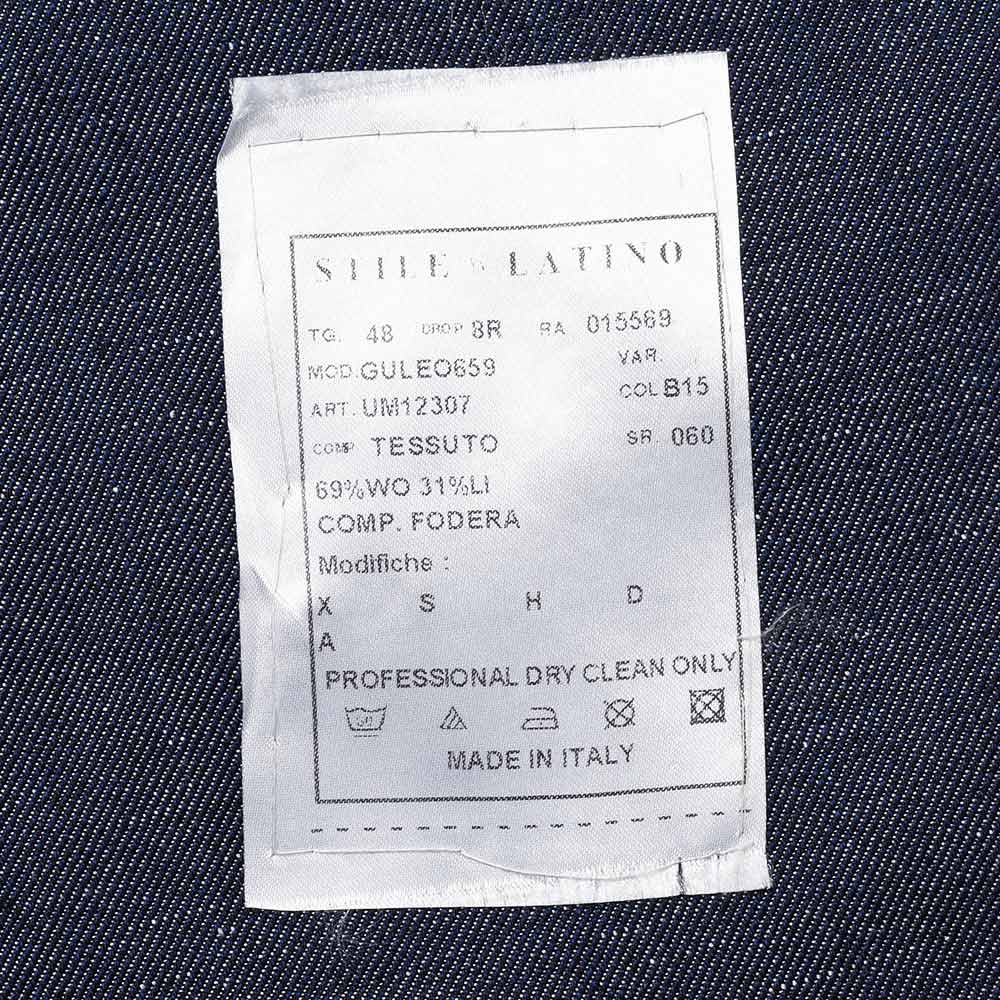 STILE LATINO
TG. 48 DROP 8R RA 015569
MOD. GULEO659 VAR.
ART. UM12307 COL B15
COMP TESSUTO SR. 060
69%WO 31%LI
COMP. FODERA
Modifiche :
X S H D
A
PROFESSIONAL DRY CLEAN ONLY
MADE IN ITALY